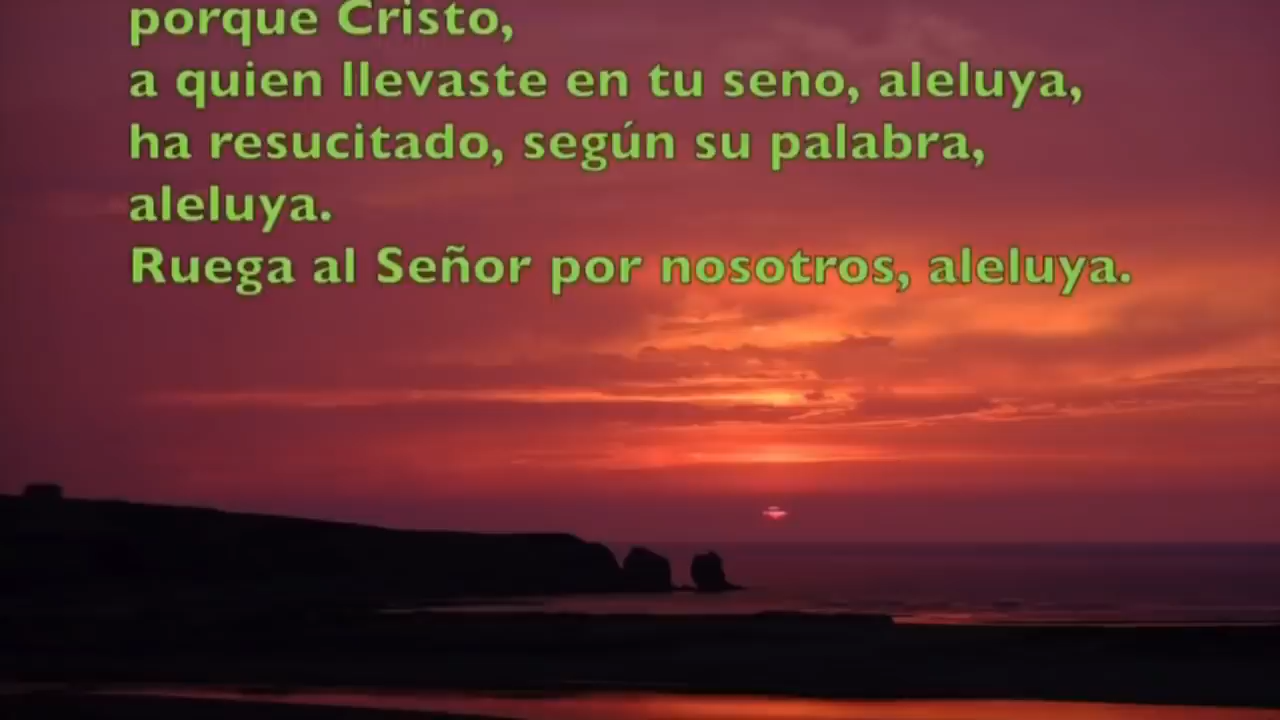 porque Cristo,
a quien llevaste en tu seno, aleluya,
ha resucitado, según su palabra,
aleluya.
Ruega al Señor por nosotros, aleluya.